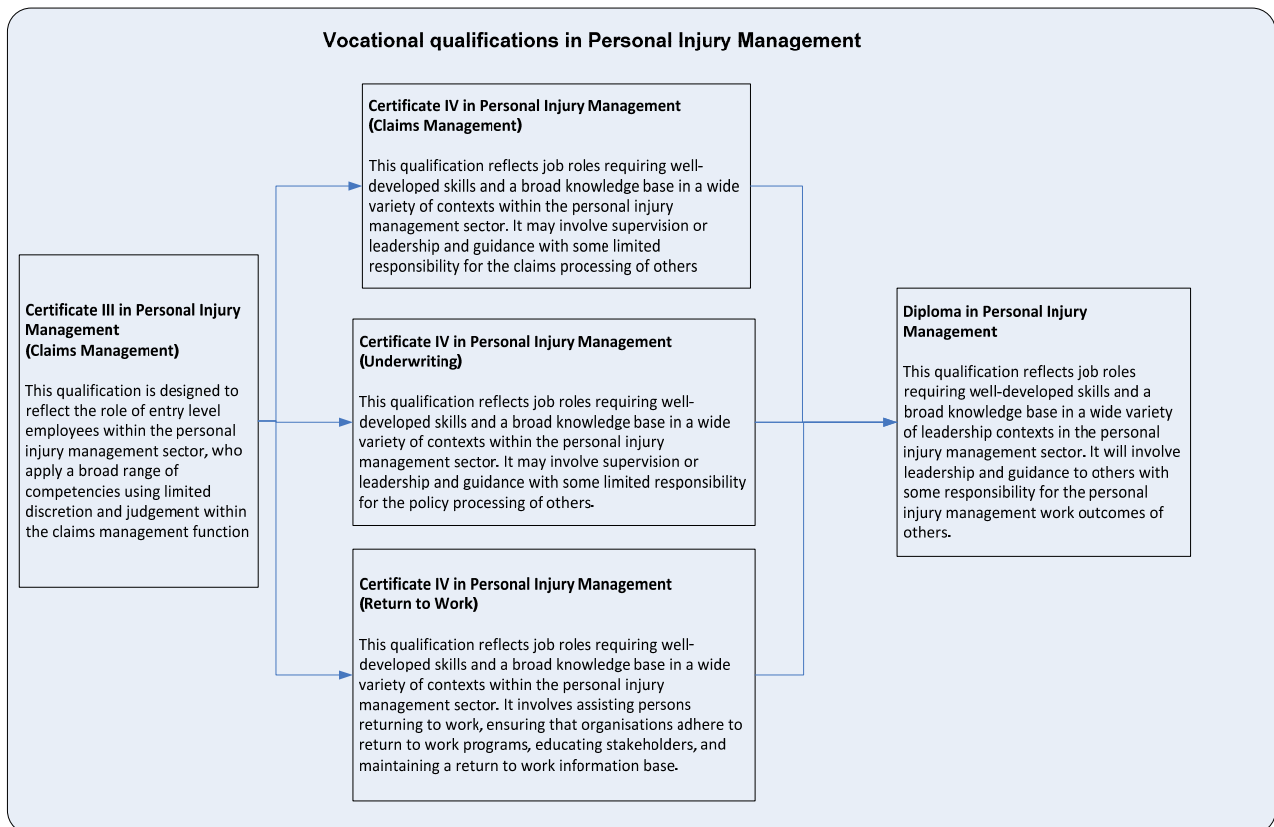 Vocational qualifications in Personal Injury Management
Certificate III in Personal Injury
Management
(Claims Management)
This qualification is designed to
reflect the role of entry level
employees within the personal
injury management sector, who
apply a broad range of
competencies using limited
discretion and judgement within
the claims management function
Certificate IV in Personal Injury Management
(Claims Management)
This qualification reflects job roles requiring well-
developed skills and a broad knowledge base in a wide
variety of contexts within the personal injury
management sector. It may involve supervision or
leadership and guidance with some limited
responsibility for the claims processing of others
Certificate IV in Personal Injury Management
(Underwriting)
This qualification reflects job roles requiring well-
developed skills and a broad knowledge base in a wide
variety of contexts within the personal injury
management sector. It may involve supervision or
leadership and guidance with some limited responsibility
for the policy processing of others.
Certificate IV in Personal Injury Management
(Return to Work)
This qualification reflects job roles requiring well-
developed skills and a broad knowledge base in a wide
variety of contexts within the personal injury
management sector. It involves assisting persons
returning to work, ensuring that organisations adhere to
return to work programs, educating stakeholders, and
maintaining a return to work information base.
Diploma in Personal Injury
Management
This qualification reflects job roles
requiring well-developed skills and a
broad knowledge base in a wide variety
of leadership contexts in the personal
injury management sector. It will involve
leadership and guidance to others with
some responsibility for the personal
injury management work outcomes of
others.